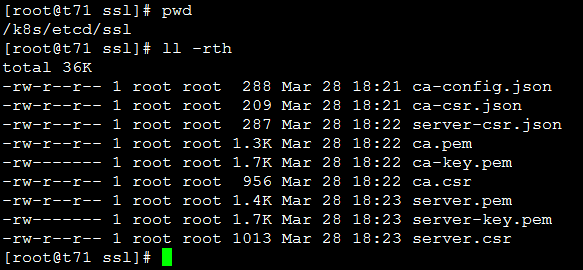 [root@t71 ssl]# pwd
/k8s/etcd/ssl
[root@t71 ssl]# ll -rth
total 36K
-rw-r--r-- 1 root root  288 Mar 28 18:21 ca-config.json
-rw-r--r-- 1 root root  209 Mar 28 18:21 ca-csr.json
-rw-r--r-- 1 root root  287 Mar 28 18:22 server-csr.json
-rw-r--r-- 1 root root 1.3K Mar 28 18:22 ca.pem
-rw------- 1 root root 1.7K Mar 28 18:22 ca-key.pem
-rw-r--r-- 1 root root  956 Mar 28 18:22 ca.csr
-rw-r--r-- 1 root root 1.4K Mar 28 18:23 server.pem
-rw------- 1 root root 1.7K Mar 28 18:23 server-key.pem
-rw-r--r-- 1 root root 1013 Mar 28 18:23 server.csr
[root@t71 ssl]#